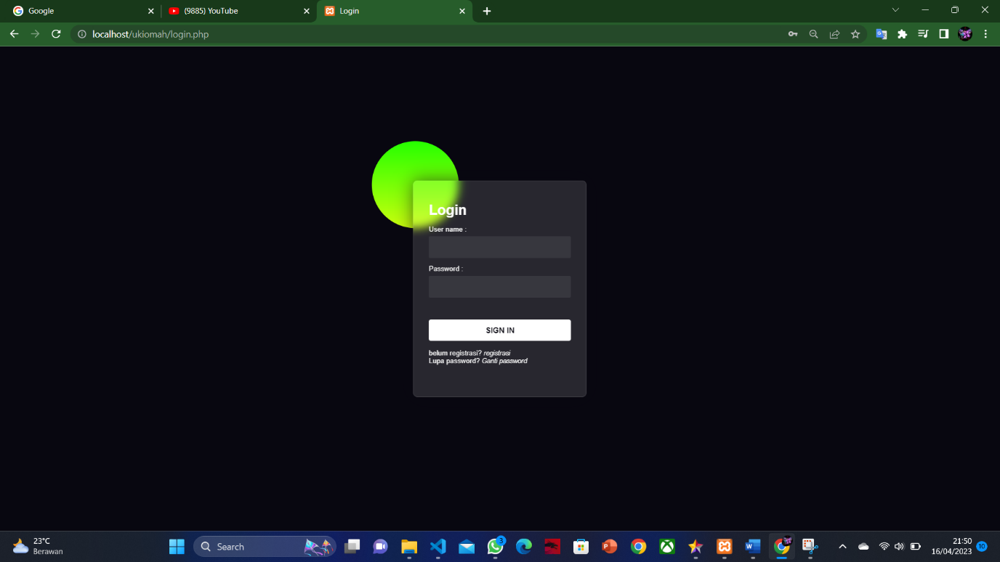 Google
(9885) YouTube
Login
localhost/ukiomah/login.php
Login
User name :
Password :
SIGN IN
belum registrasi? registrasi
Lupa password? Ganti password
23°C
Berawan
Search
3
21:50
16/04/2023
10